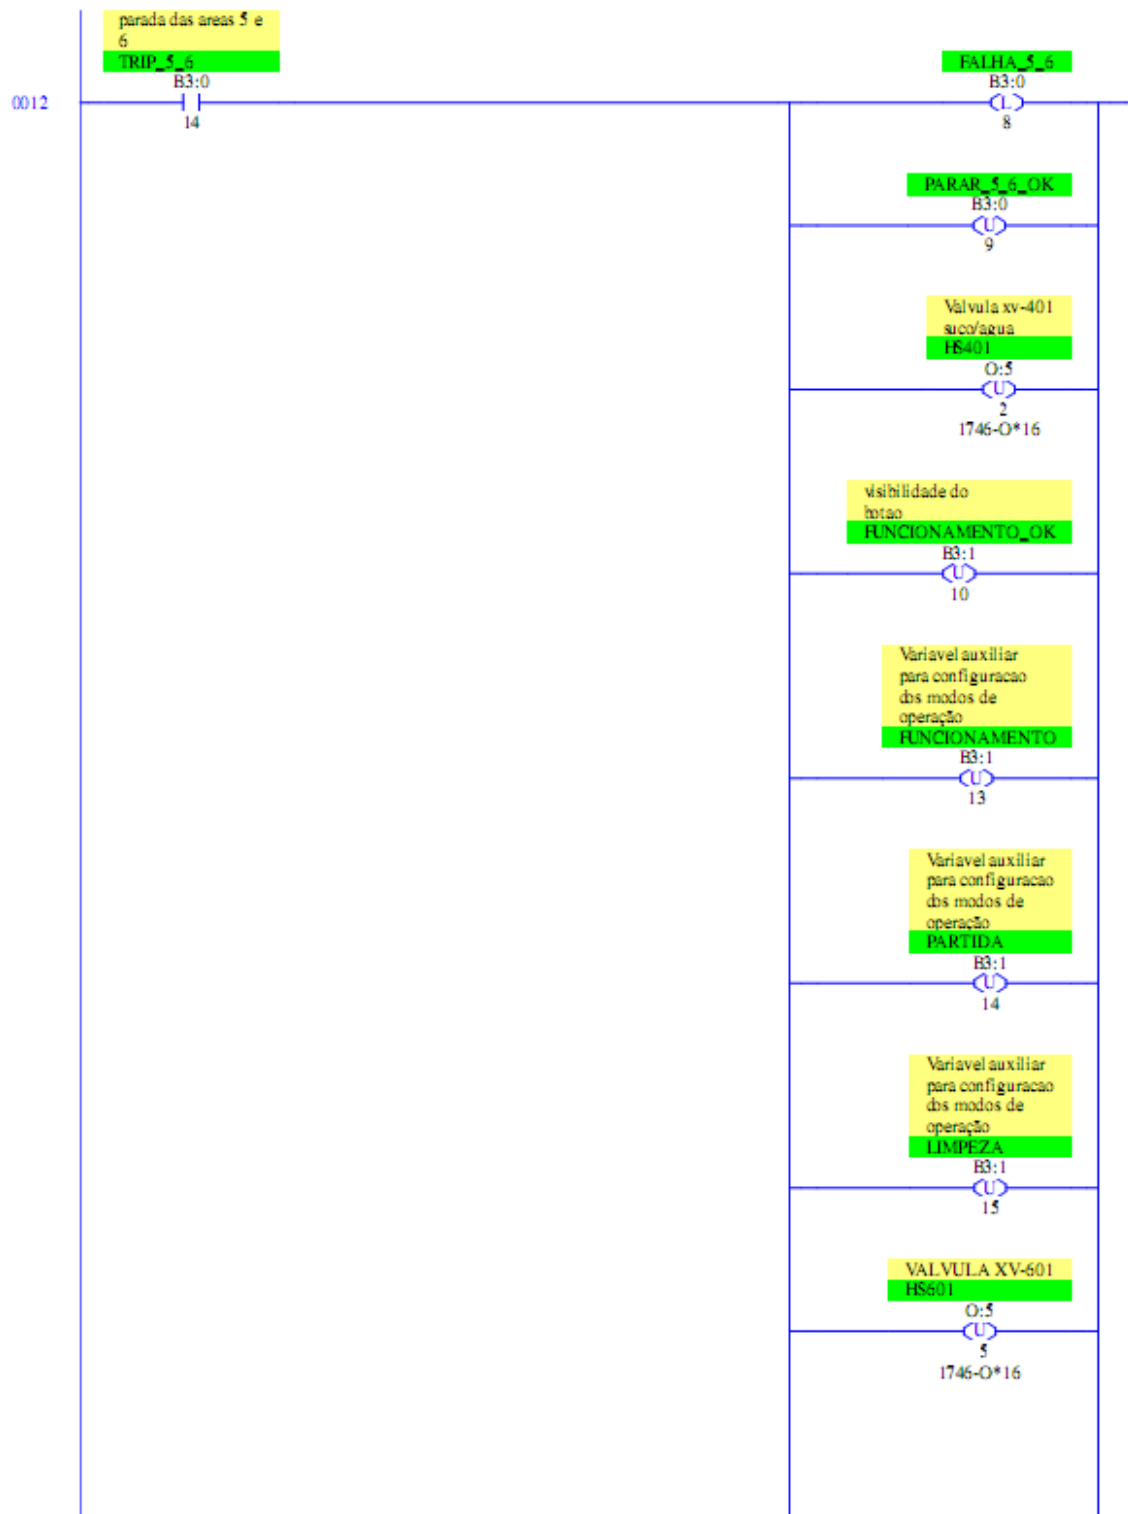 parada das areas 5 e
6
TRIP_5_6
B3:0
14
0012
FALHA_5_6
B3:0
L
8
PARAR_5_6_OK
B3:0
U
9
Valvula xv-401
suco/agua
HS401
O:5
U
2
1746-O*16
visibilidade do
botao
FUNCIONAMENTO_OK
B3:1
U
10
Variavel auxiliar
para configuracao
dos modos de
operação
FUNCIONAMENTO
B3:1
U
13
Variavel auxiliar
para configuracao
dos modos de
operação
PARTIDA
B3:1
U
14
Variavel auxiliar
para configuracao
dos modos de
operação
LIMPEZA
B3:1
U
15
VALVULA XV-601
HS601
O:5
U
5
1746-O*16